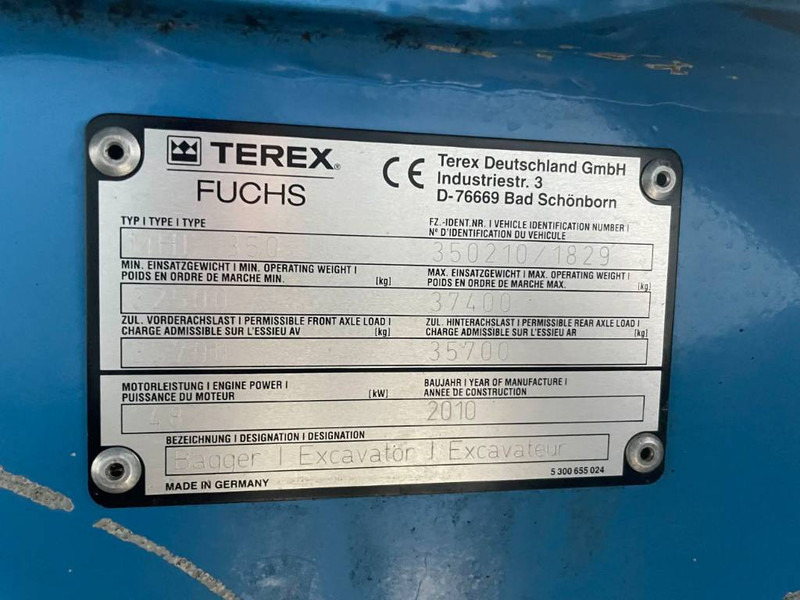 TEREX®
FUCHS
CE
Terex Deutschland GmbH
Industriestr. 3
D-76669 Bad Schönborn
TYP I TYPE I TYPE
MHL 350
FZ.-IDENT.NR. I VEHICLE IDENTIFICATION NUMBER I
N° D'IDENTIFICATION DU VEHICULE
350210/1829
MIN. EINSATZGEWICHT I MIN. OPERATING WEIGHT I
POIDS EN ORDRE DE MARCHE MIN. [kg]
MAX. EINSATZGEWICHT I MAX. OPERATING WEIGHT I
POIDS EN ORDRE DE MARCHE MAX. [kg]
37400
ZUL. VORDERACHSLAST I PERMISSIBLE FRONT AXLE LOAD I
CHARGE ADMISSIBLE SUR L'ESSIEU AV [kg]
ZUL. HINTERACHSLAST I PERMISSIBLE REAR AXLE LOAD I
CHARGE ADMISSIBLE SUR L'ESSIEU AR [kg]
35700
MOTORLEISTUNG I ENGINE POWER I
PUISSANCE DU MOTEUR [kW]
BAUJAHR I YEAR OF MANUFACTURE I
ANNEE DE CONSTRUCTION
2010
BEZEICHNUNG I DESIGNATION I DESIGNATION
Bagger | Excavator | Excavateur
5 300 655 024
MADE IN GERMANY